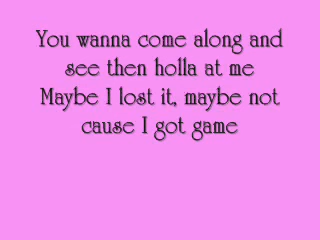 You wanna come along and
see then holla at me
Maybe I lost it, maybe not
cause I got game